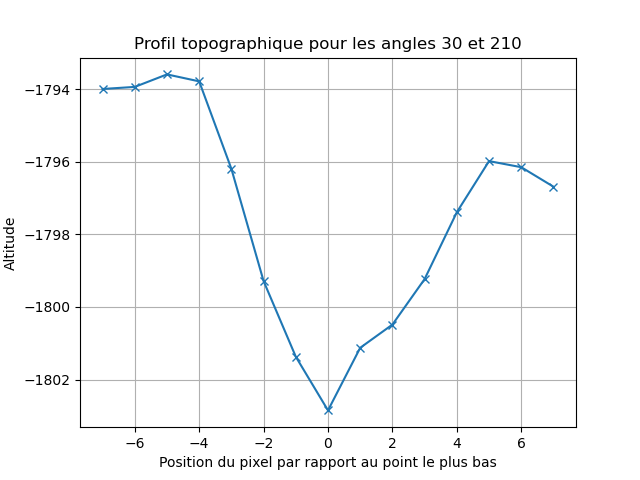 Profil topographique pour les angles 30 et 210
Altitude
−1794
−1796
−1798
−1800
−1802
−6 −4 −2 0 2 4 6
Position du pixel par rapport au point le plus bas